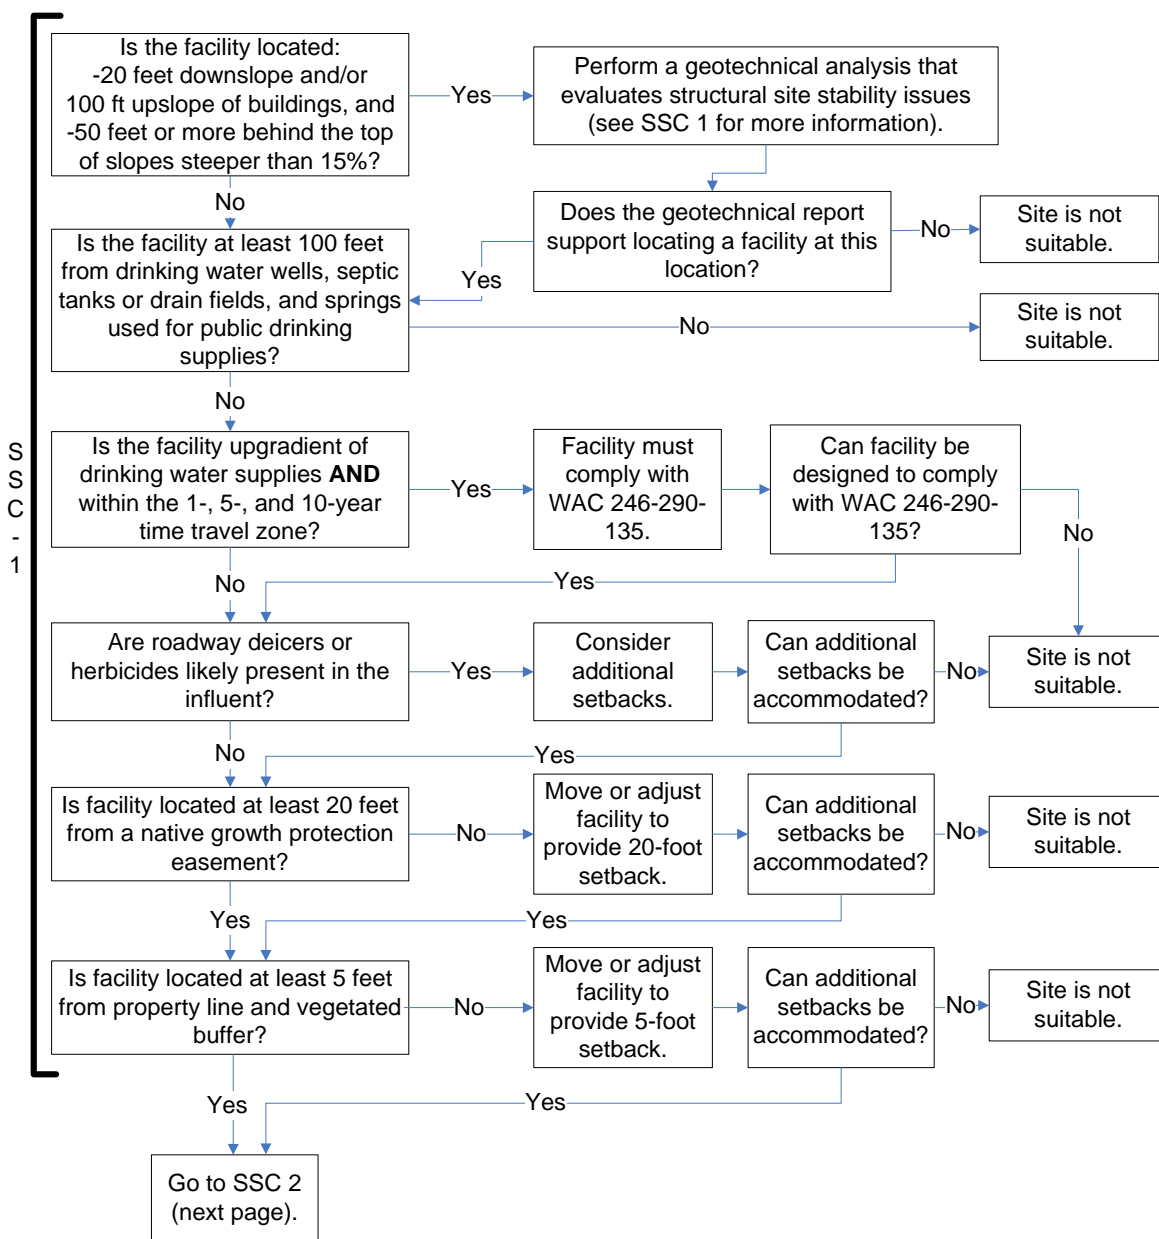 Is the facility located:
-20 feet downslope and/or
100 ft upslope of buildings, and
-50 feet or more behind the top
of slopes steeper than 15%?
Yes
Perform a geotechnical analysis that
evaluates structural site stability issues
(see SSC 1 for more information).
No
Does the geotechnical report
support locating a facility at this
location?
No
Site is not
suitable.
Yes
Is the facility at least 100 feet
from drinking water wells, septic
tanks or drain fields, and springs
used for public drinking
supplies?
No
Site is not
suitable.
No
S
S
C
-
1
Is the facility upgradient of
drinking water supplies AND
within the 1-, 5-, and 10-year
time travel zone?
Yes
Facility must
comply with
WAC 246-290-
135.
Can facility be
designed to comply
with WAC 246-290-
135?
No
No
Yes
Are roadway deicers or
herbicides likely present in the
influent?
Yes
Consider
additional
setbacks.
Can additional
setbacks be
accommodated?
No
Site is not
suitable.
No
Yes
Is facility located at least 20 feet
from a native growth protection
easement?
No
Move or adjust
facility to
provide 20-foot
setback.
Can additional
setbacks be
accommodated?
No
Site is not
suitable.
Yes
Yes
Is facility located at least 5 feet
from property line and vegetated
buffer?
No
Move or adjust
facility to
provide 5-foot
setback.
Can additional
setbacks be
accommodated?
No
Site is not
suitable.
Yes
Yes
Go to SSC 2
(next page).